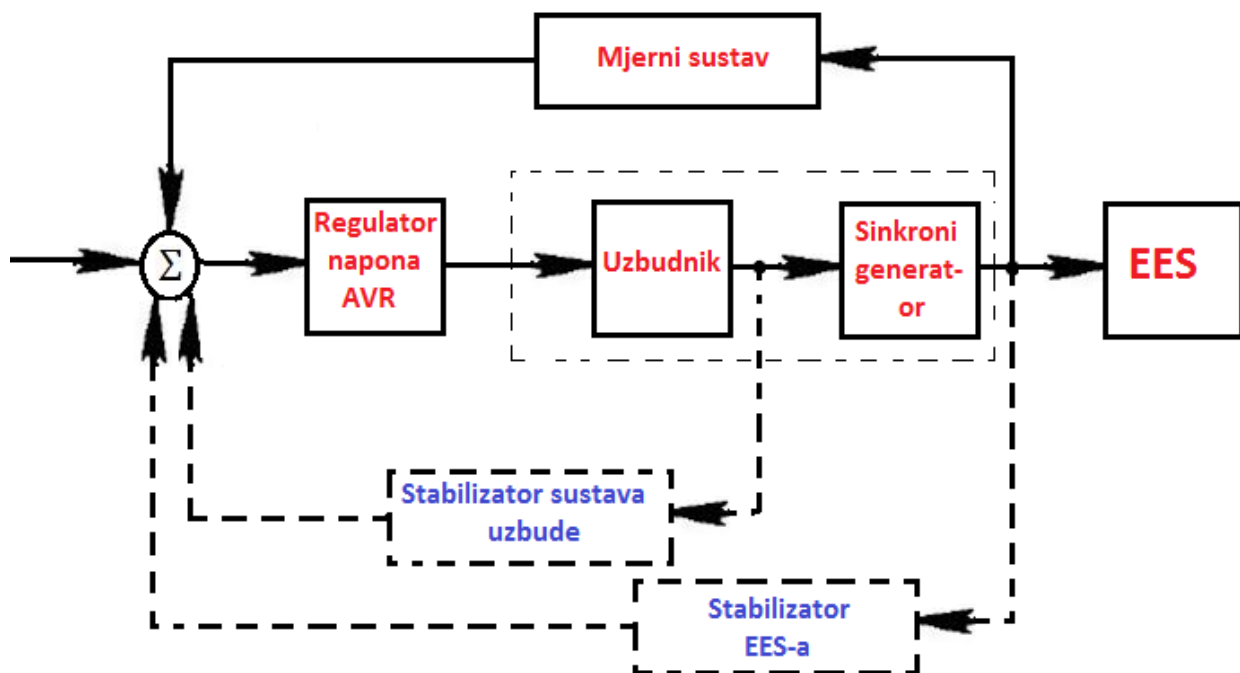 Mjerni sustav
Σ
Regulator
napona
AVR
Uzbudnik
Sinkroni
generat-
or
EES
Stabilizator sustava
uzbude
Stabilizator
EES-a